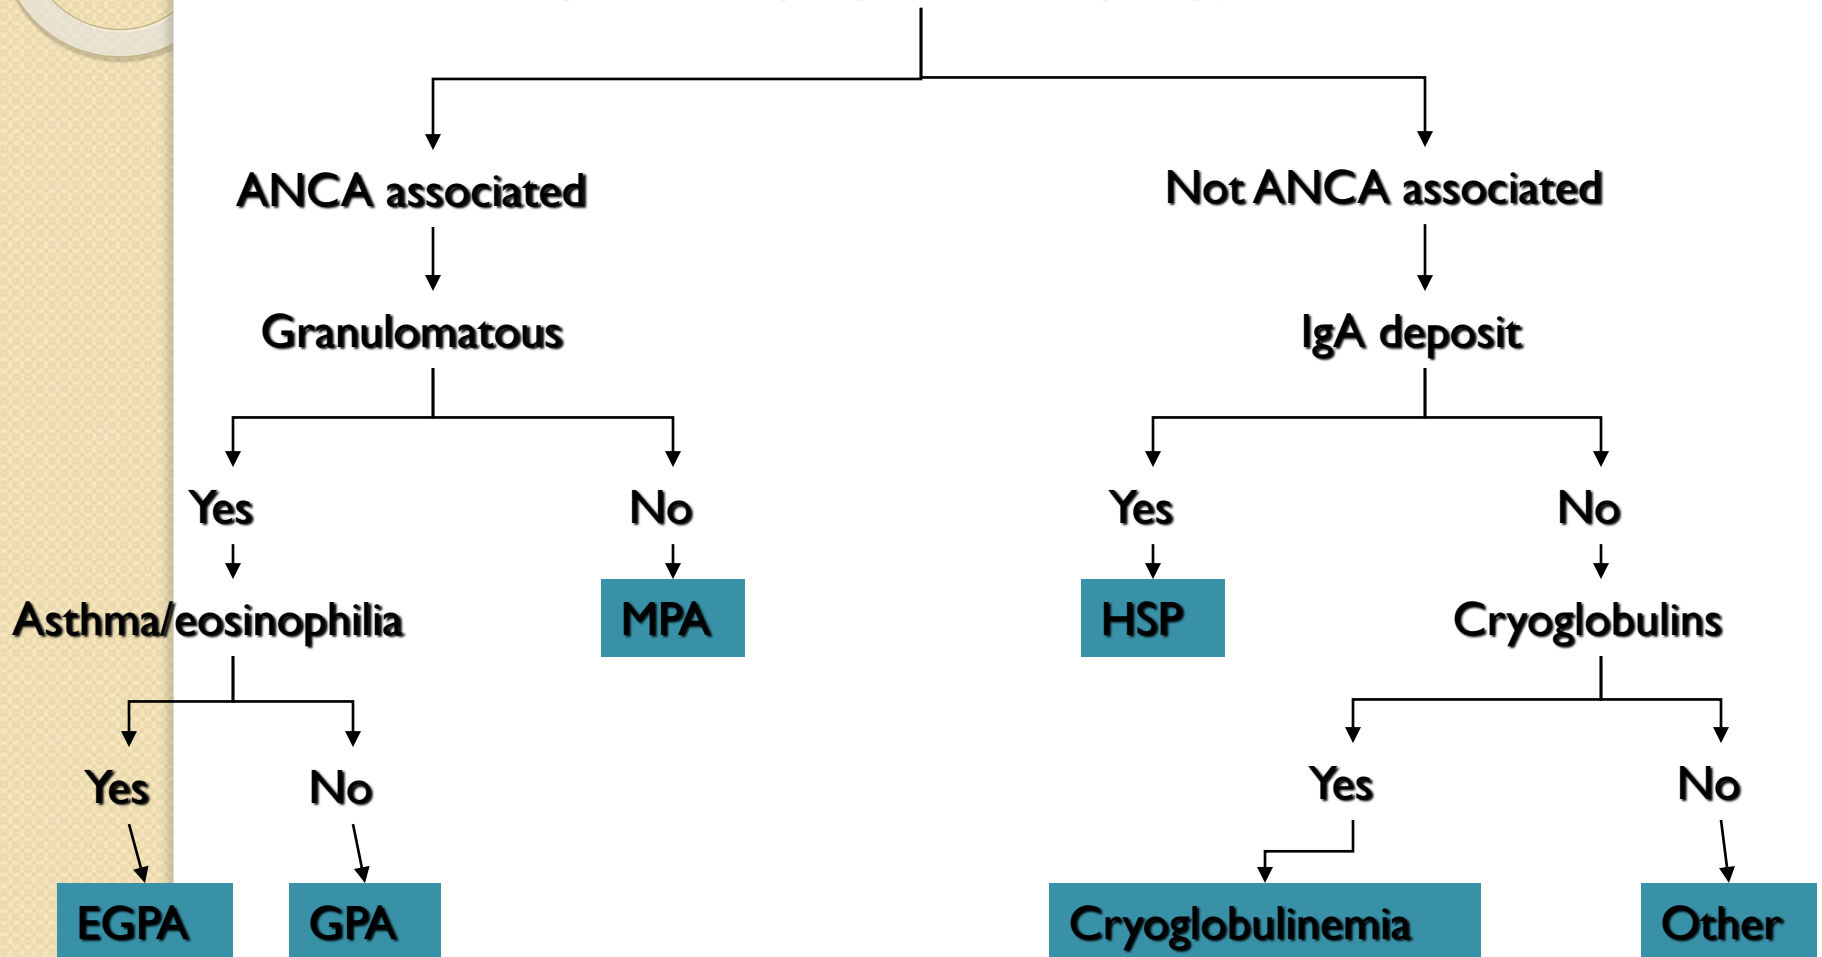 ANCA associated
Not ANCA associated
Granulomatous
IgA deposit
Yes
No
Yes
No
Asthma/eosinophilia
MPA
HSP
Cryoglobulins
Yes
No
Yes
No
EGPA
GPA
Cryoglobulinemia
Other